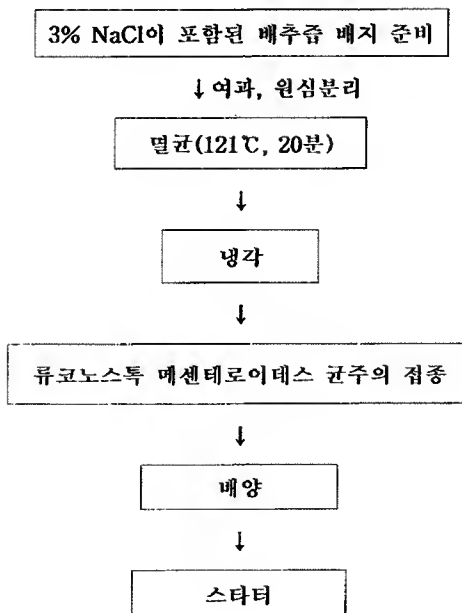 3% NaCl이 포함된 배추즙 배지 준비
↓여과, 원심분리
멸균(121℃, 20분)
↓
냉각
↓
류코노스톡 메센테로이데스 균주의 접종
↓
배양
↓
스타터